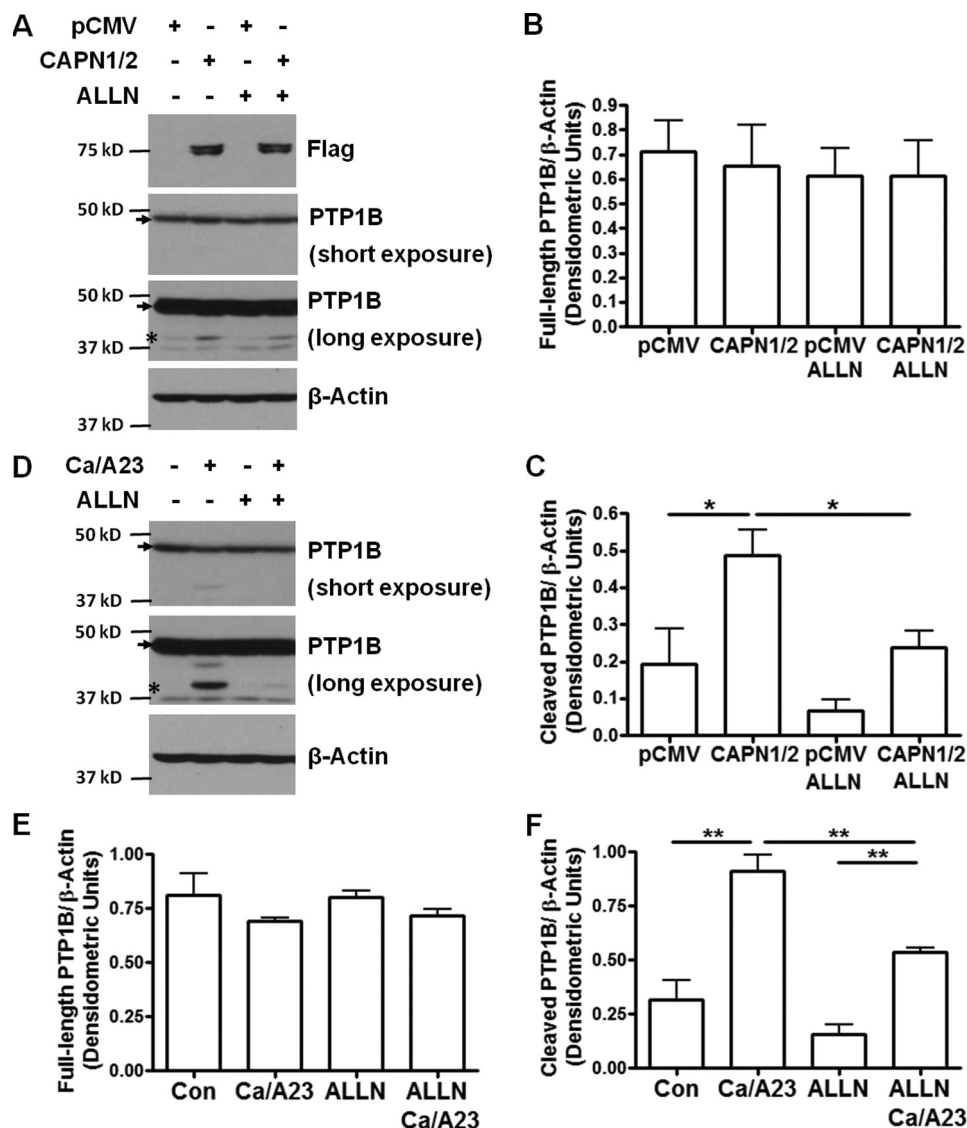 A
pCMV + - + -
CAPN1/2 - + - +
ALLN - - + +
75 kD
Flag
50 kD
PTP1B
(short exposure)
50 kD
PTP1B
* (long exposure)
37 kD
β-Actin
37 kD
B
Full-length PTP1B/β-Actin
(Densidometric Units)
0.9
0.8
0.7
0.6
0.5
0.4
0.3
0.2
0.1
0.0
pCMV
CAPN1/2
pCMV
ALLN
CAPN1/2
ALLN
D
Ca/A23 - + - +
ALLN - - + +
50 kD
PTP1B
(short exposure)
37 kD
50 kD
PTP1B
* (long exposure)
37 kD
β-Actin
37 kD
C
Cleaved PTP1B/ β-Actin
(Densidometric Units)
0.6
0.5
0.4
0.3
0.2
0.1
0.0
*
*
pCMV
CAPN1/2
pCMV
ALLN
CAPN1/2
ALLN
E
Full-length PTP1B/ β-Actin
(Densidometric Units)
1.00
0.75
0.50
0.25
0.00
Con
Ca/A23
ALLN
ALLN
Ca/A23
F
Cleaved PTP1B/ β-Actin
(Densidometric Units)
1.00
0.75
0.50
0.25
0.00
**
**
**
Con
Ca/A23
ALLN
ALLN
Ca/A23